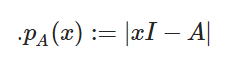 .p_A(x) := |xI − A|